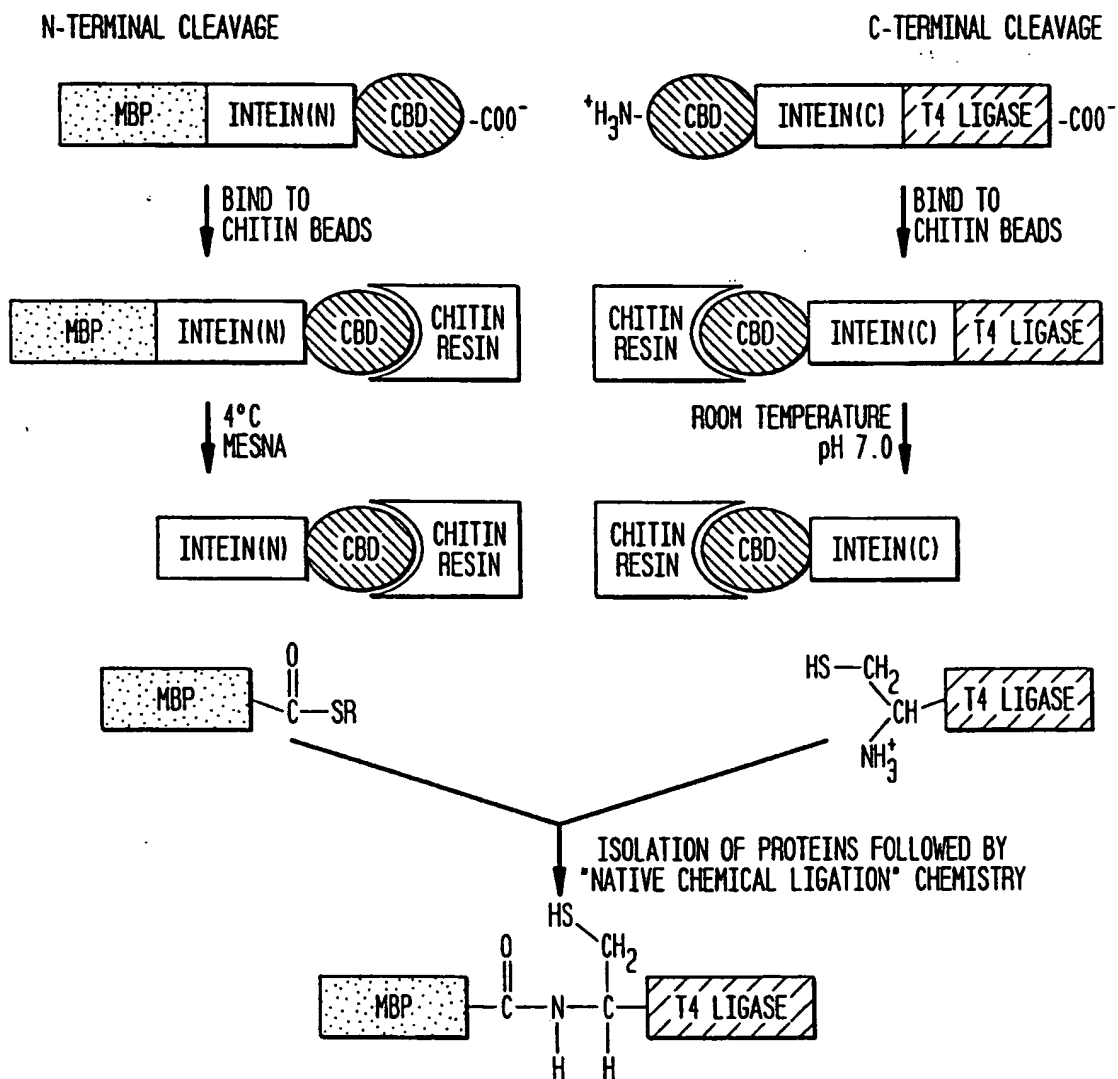 N-TERMINAL CLEAVAGE
C-TERMINAL CLEAVAGE
MBP
INTEIN(N)
CBD
-COO⁻
⁺H₃N-
CBD
INTEIN(C)
T4 LIGASE
-COO⁻
BIND TO
CHITIN BEADS
BIND TO
CHITIN BEADS
MBP
INTEIN(N)
CBD
CHITIN
RESIN
CHITIN
RESIN
CBD
INTEIN(C)
T4 LIGASE
4°C
MESNA
ROOM TEMPERATURE
pH 7.0
INTEIN(N)
CBD
CHITIN
RESIN
CHITIN
RESIN
CBD
INTEIN(C)
MBP
O
C
SR
HS
CH₂
CH
NH₃⁺
T4 LIGASE
ISOLATION OF PROTEINS FOLLOWED BY
"NATIVE CHEMICAL LIGATION" CHEMISTRY
HS
O
CH₂
MBP
C
N
C
T4 LIGASE
H
H